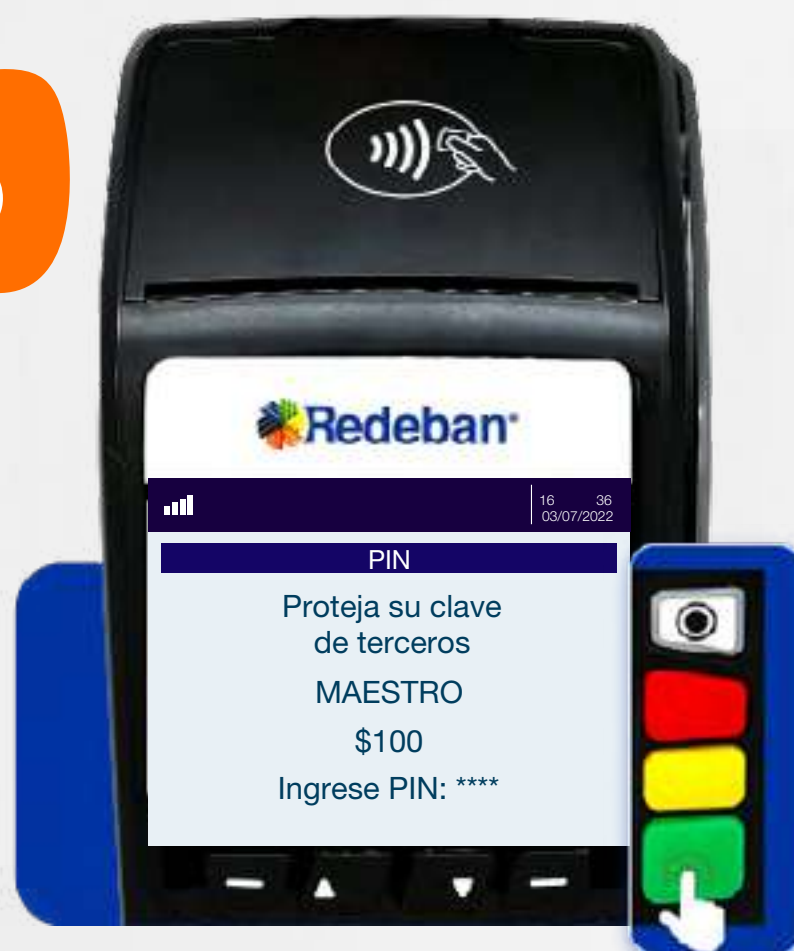 Redeban
16 36
03/07/2022
PIN
Proteja su clave
de terceros
MAESTRO
$100
Ingrese PIN: ****